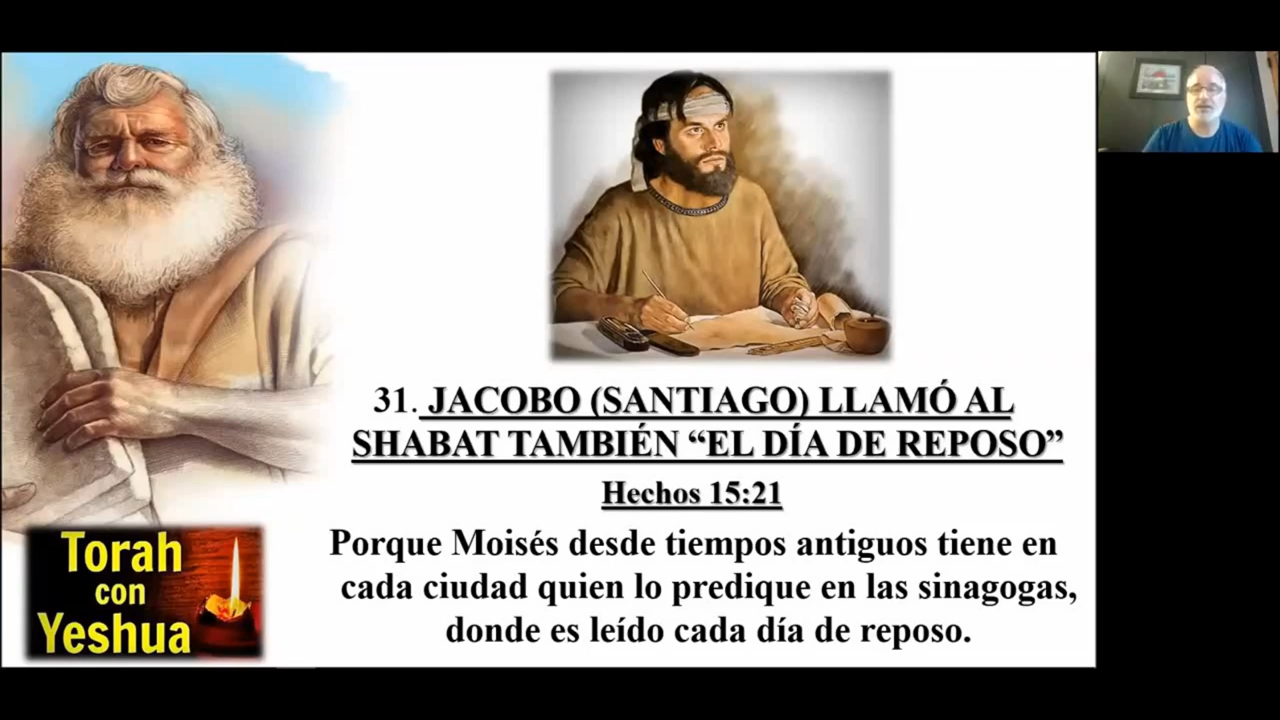 31. JACOBO (SANTIAGO) LLAMÓ AL
SHABAT TAMBIÉN “EL DÍA DE REPOSO”
Hechos 15:21
Porque Moisés desde tiempos antiguos tiene en
cada ciudad quien lo predique en las sinagogas,
donde es leído cada día de reposo.
Torah
con
Yeshua